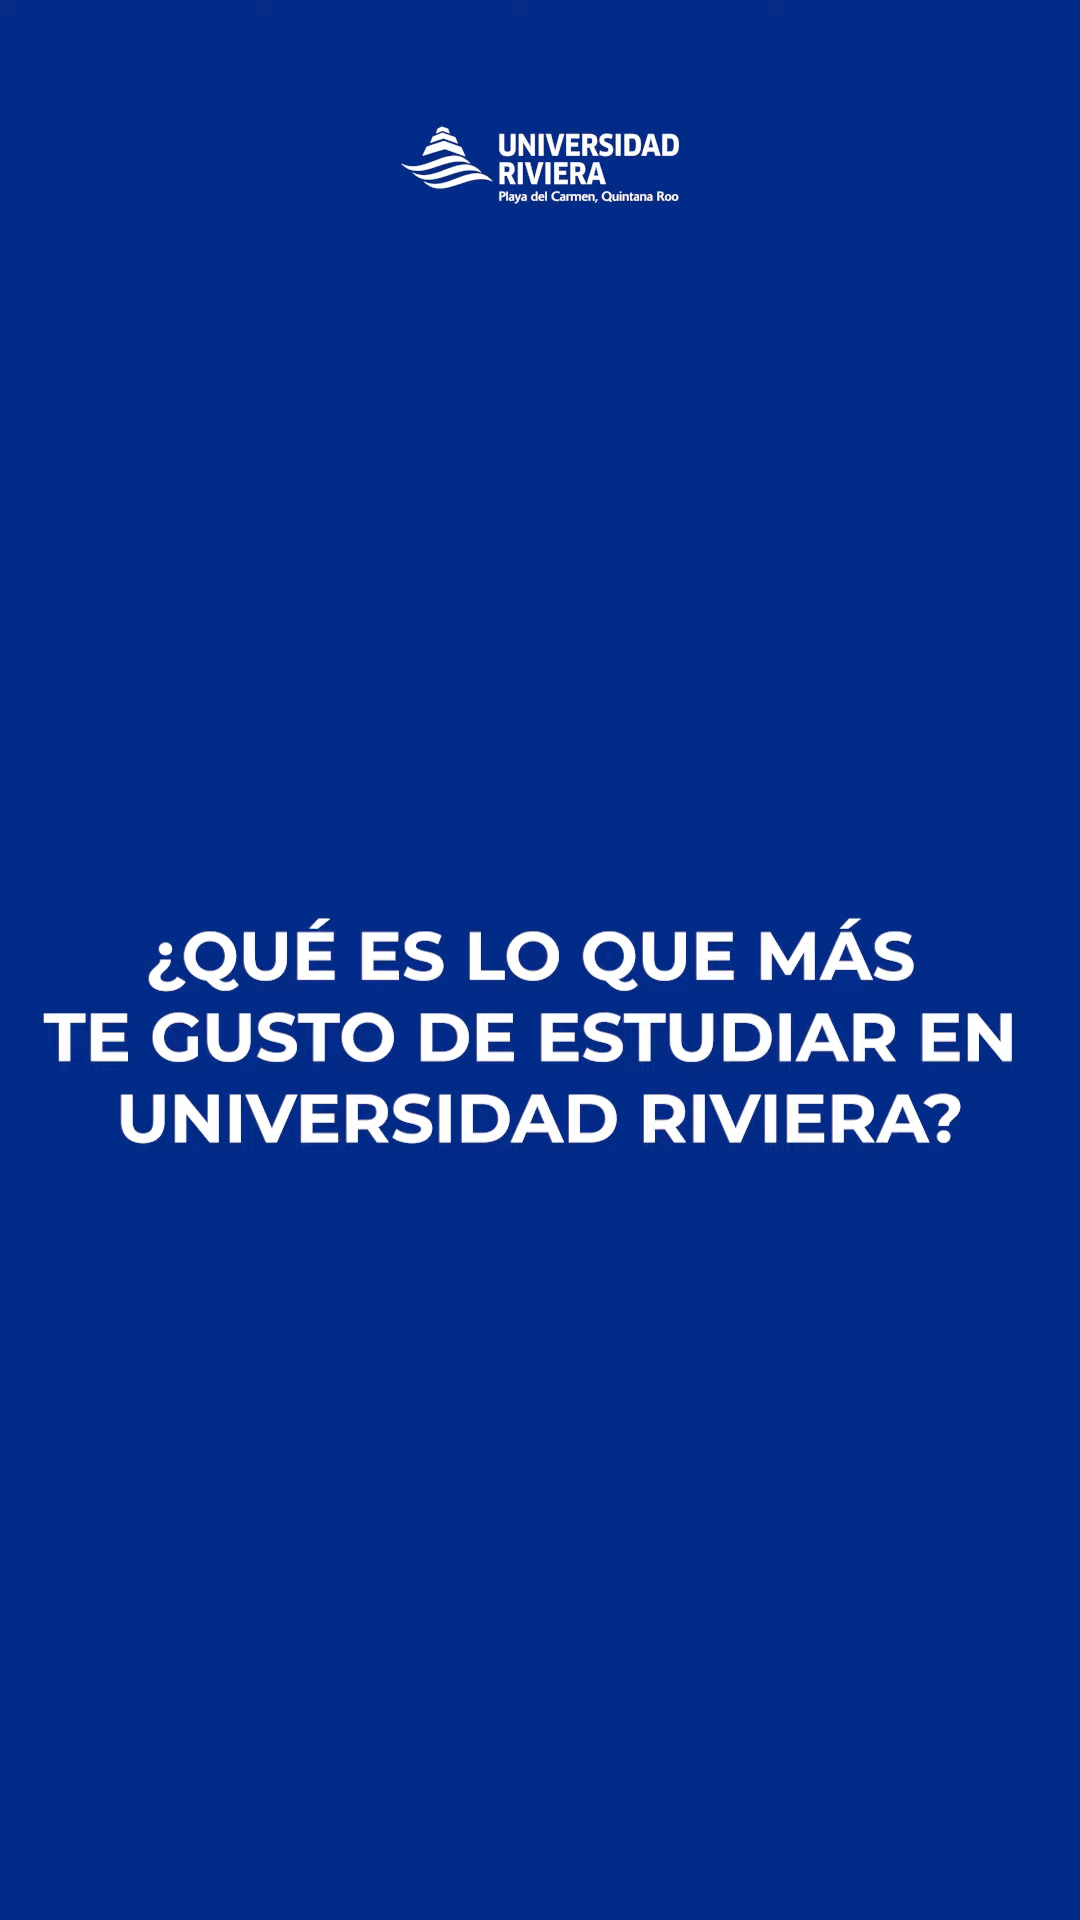 UNIVERSIDAD
RIVIERA
Playa del Carmen, Quintana Roo
¿QUÉ ES LO QUE MÁS
TE GUSTO DE ESTUDIAR EN
UNIVERSIDAD RIVIERA?